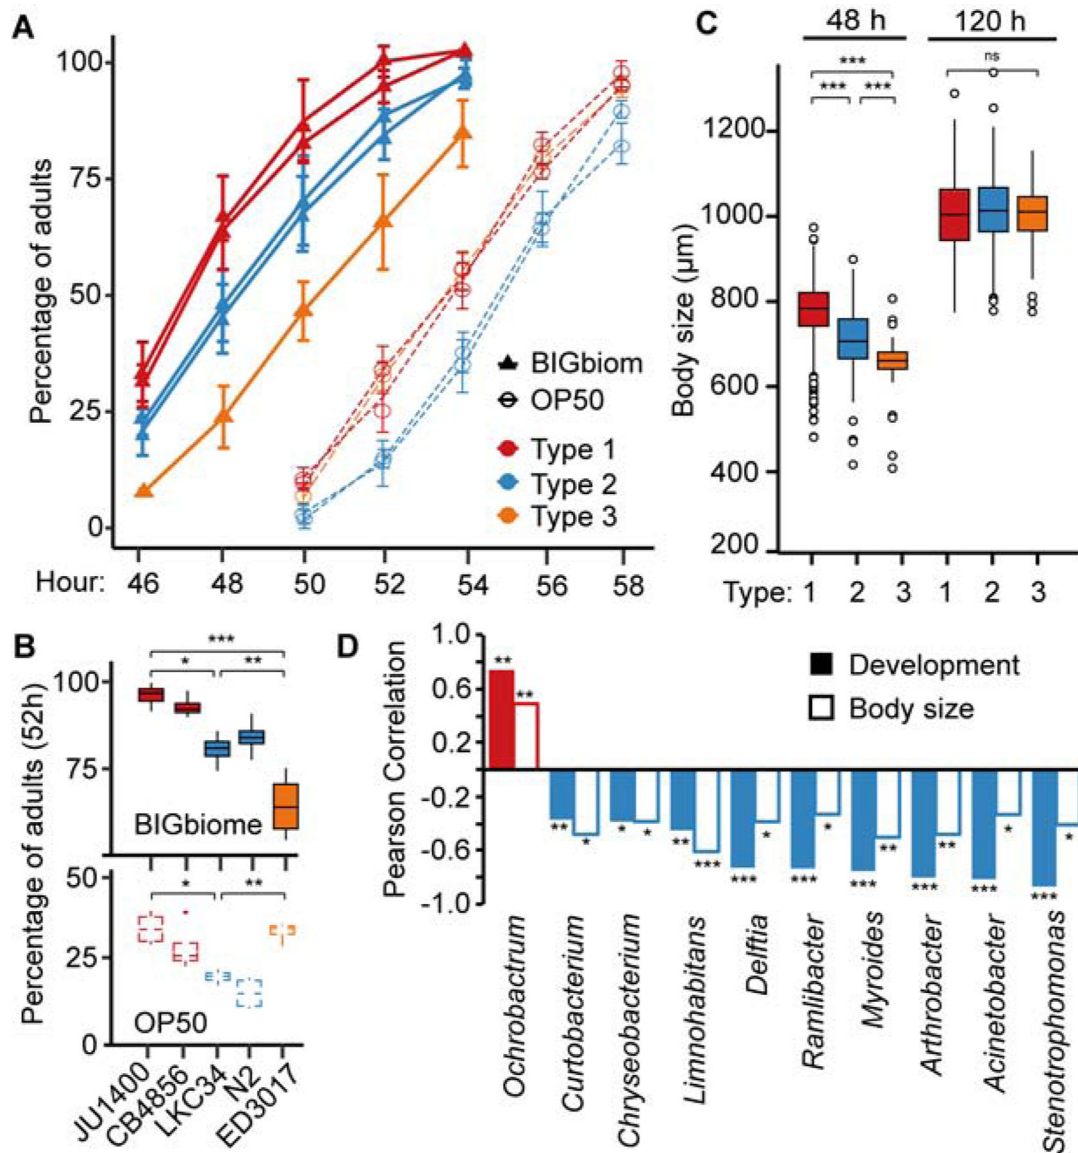 A
Percentage of adults
100
75
50
25
0
BIGbiom
OP50
Type 1
Type 2
Type 3
Hour: 46 48 50 52 54 56 58
C
48 h 120 h
*** ns
*** ***
Body size (µm)
1200
1000
800
600
400
200
Type: 1 2 3 1 2 3
B
Percentage of adults (52h)
***
* **
100
75
BIGbiome
50
* **
25
OP50
0
JU1400
CB4856
LKC34
N2
ED3017
D
Pearson Correlation
1.0
0.6
0.2
-0.2
-0.6
-1.0
Development
Body size
** **
** *
* *
** ***
*** *
*** *
*** **
*** **
*** *
*** *
Ochrobactrum
Curtobacterium
Chryseobacterium
Limnohabitans
Delftia
Ramlibacter
Myroides
Arthrobacter
Acinetobacter
Stenotrophomonas